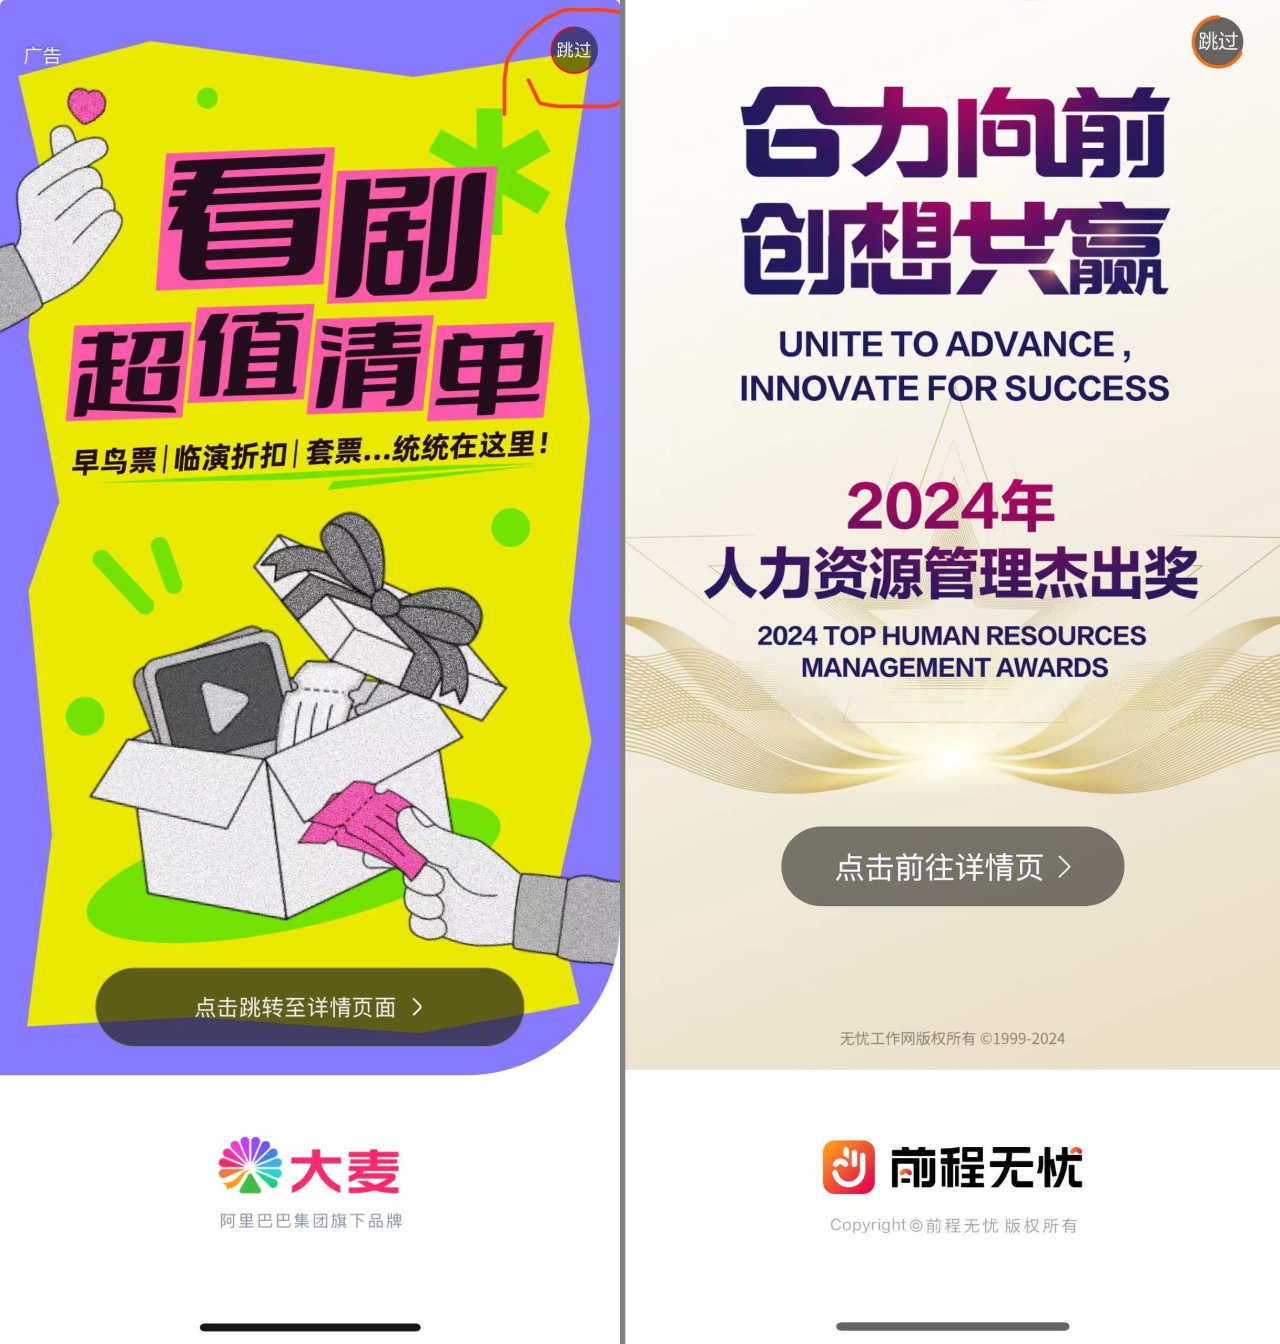 广告
跳过
看剧
超值清单
早鸟票|临演折扣|套票...统统在这里!
点击跳转至详情页面 >
大麦
阿里巴巴集团旗下品牌
跳过
合力向前
创想共赢
UNITE TO ADVANCE ,
INNOVATE FOR SUCCESS
2024年
人力资源管理杰出奖
2024 TOP HUMAN RESOURCES
MANAGEMENT AWARDS
点击前往详情页 >
无忧工作网版权所有 ©1999-2024
前程无忧
Copyright©前程无忧 版权所有